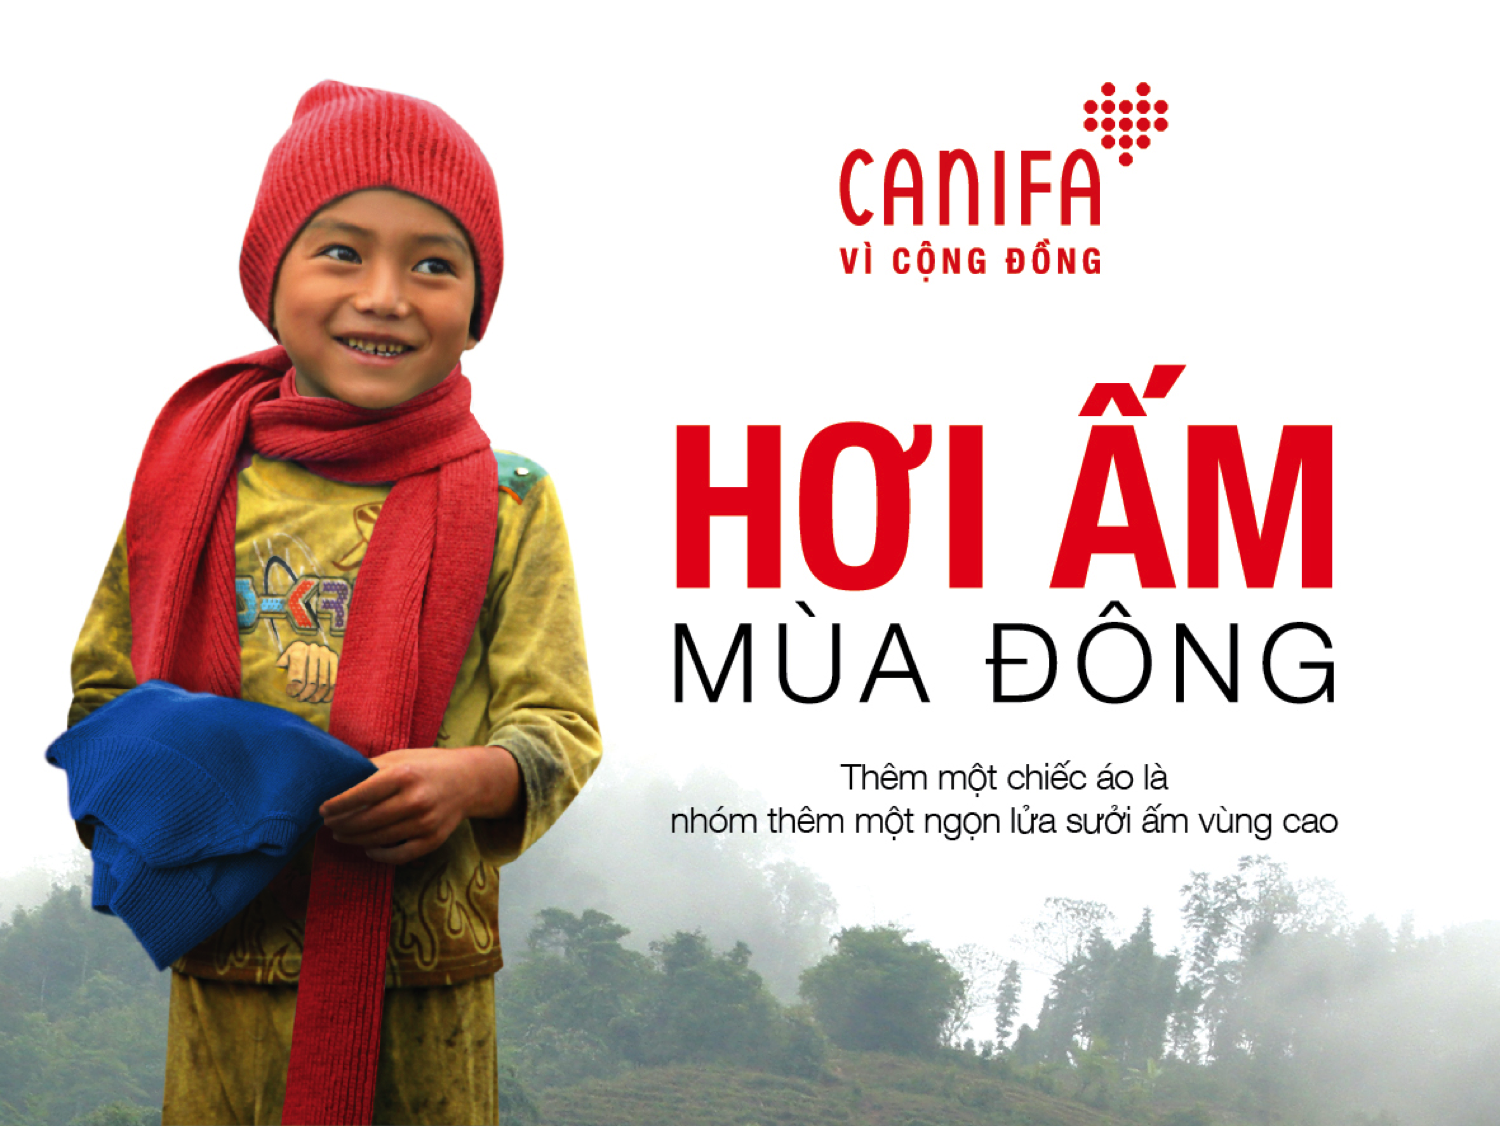 CANIFA
VÌ CỘNG ĐỒNG
HƠI ẤM
MÙA ĐÔNG
Thêm một chiếc áo là
nhóm thêm một ngọn lửa sưởi ấm vùng cao